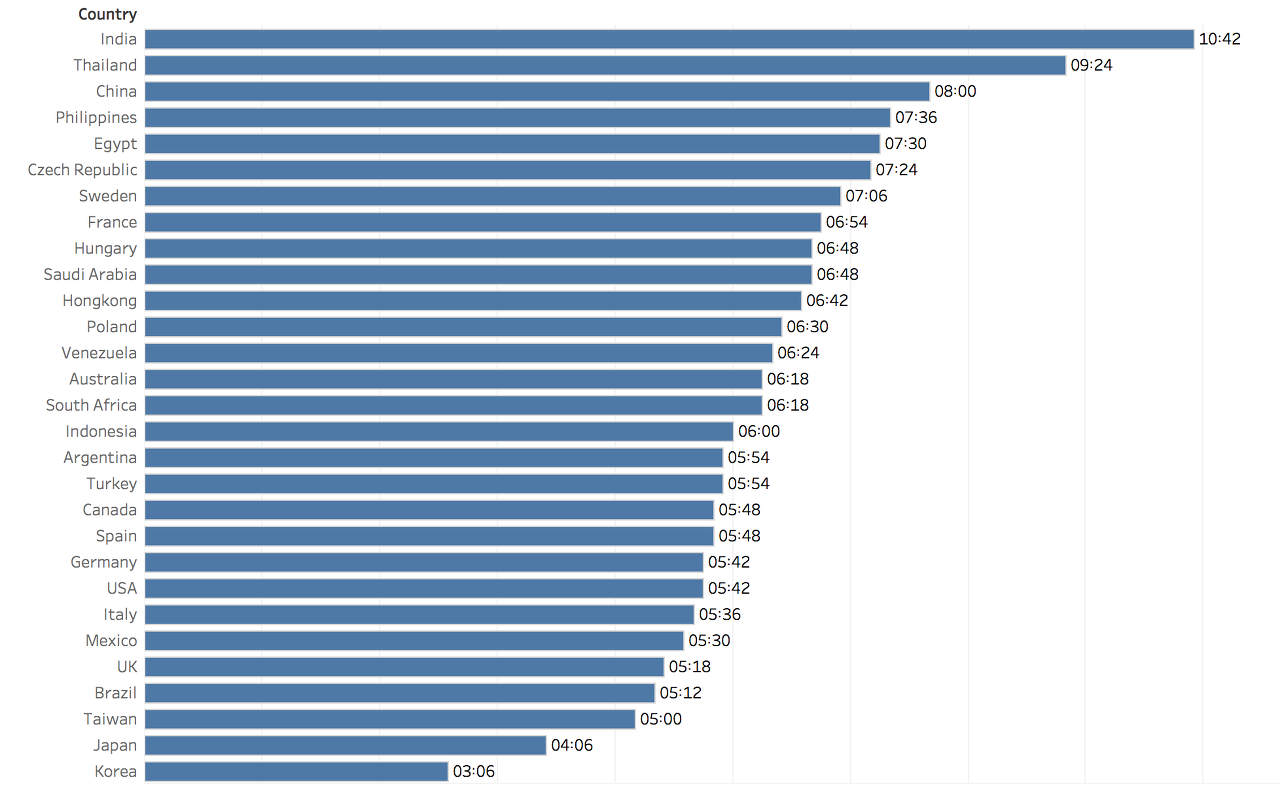 Country
India 10:42
Thailand 09:24
China 08:00
Philippines 07:36
Egypt 07:30
Czech Republic 07:24
Sweden 07:06
France 06:54
Hungary 06:48
Saudi Arabia 06:48
Hongkong 06:42
Poland 06:30
Venezuela 06:24
Australia 06:18
South Africa 06:18
Indonesia 06:00
Argentina 05:54
Turkey 05:54
Canada 05:48
Spain 05:48
Germany 05:42
USA 05:42
Italy 05:36
Mexico 05:30
UK 05:18
Brazil 05:12
Taiwan 05:00
Japan 04:06
Korea 03:06